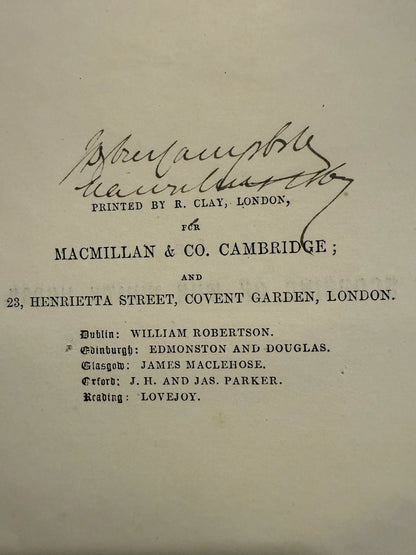 Campbell
PRINTED BY R. CLAY, LONDON,
FOR
MACMILLAN & CO. CAMBRIDGE;
AND
23, HENRIETTA STREET, COVENT GARDEN, LONDON.
Dublin: WILLIAM ROBERTSON.
Edinburgh: EDMONSTON AND DOUGLAS.
Glasgow: JAMES MACLEHOSE.
Oxford: J. H. AND JAS. PARKER.
Reading: LOVEJOY.